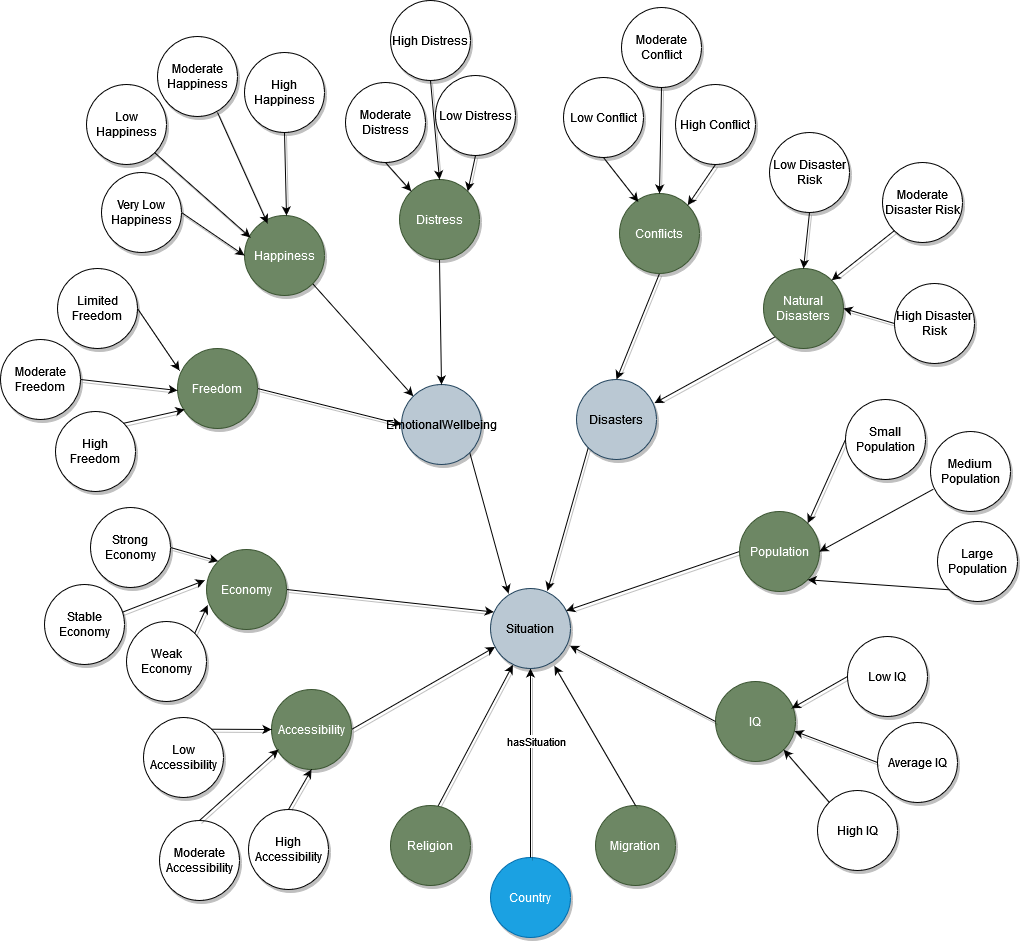 High Distress
Moderate
Conflict
Moderate
Happiness
High
Happiness
Low
Happiness
Moderate
Distress
Low Distress
Low Conflict
High Conflict
Low Disaster
Risk
Very Low
Happiness
Moderate
Disaster Risk
Distress
Conflicts
Happiness
Limited
Freedom
Natural
Disasters
High Disaster
Risk
Moderate
Freedom
Freedom
EmotionalWellbeing
Disasters
High
Freedom
Small
Population
Medium
Population
Strong
Economy
Population
Large
Population
Economy
Stable
Economy
Situation
Weak
Economy
Low IQ
Accessibility
IQ
hasSituation
Low
Accessibility
Average IQ
High IQ
Moderate
Accessibility
High
Accessibility
Religion
Migration
Country